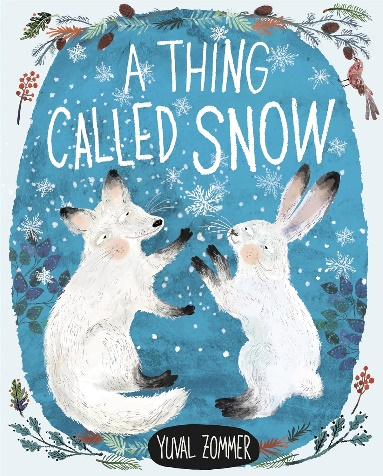 A THING
CALLED SNOW
YUVAL ZOMMER